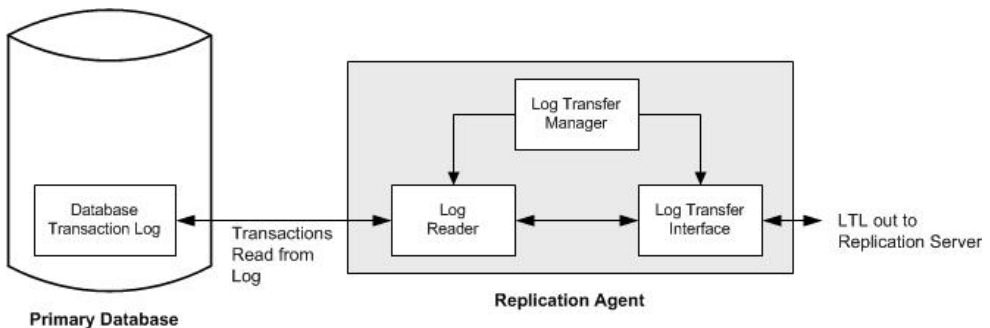 Log Transfer
Manager
Database
Transaction Log
Transactions
Read from
Log
Log
Reader
Log Transfer
Interface
LTL out to
Replication Server
Replication Agent
Primary Database